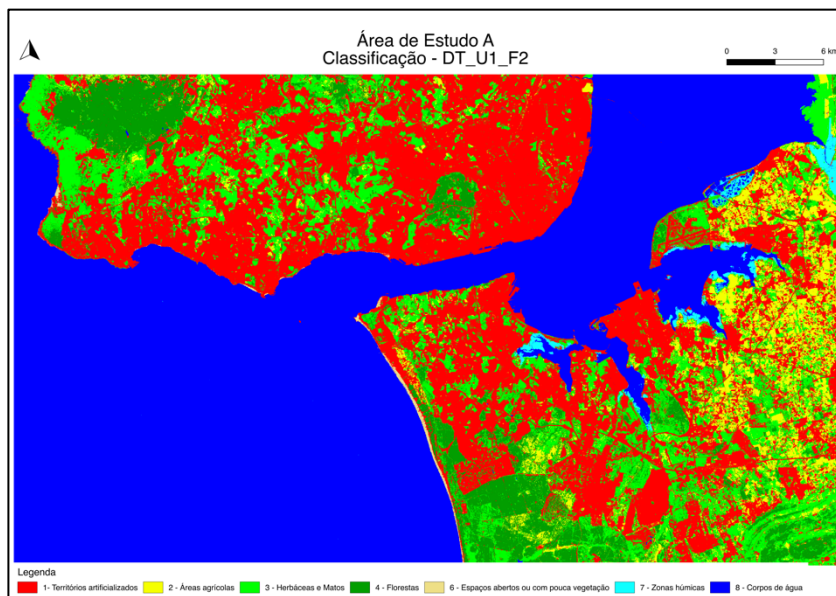 Área de Estudo A
Classificação - DT_U1_F2
0 3 6 km
Legenda
1- Territórios artificializados 2 - Áreas agrícolas 3 - Herbáceas e Matos 4 - Florestas 6 - Espaços abertos ou com pouca vegetação 7 - Zonas húmicas 8 - Corpos de água